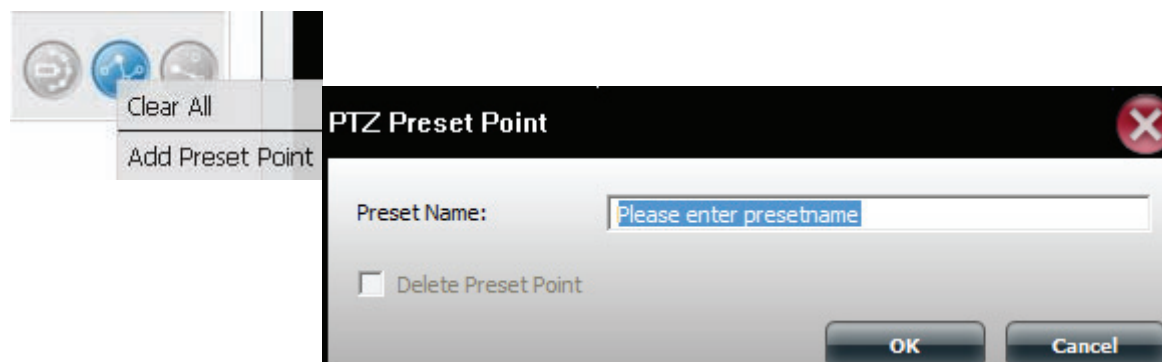 Clear All
Add Preset Point
PTZ Preset Point
Preset Name:
Please enter presetname
Delete Preset Point
OK
Cancel